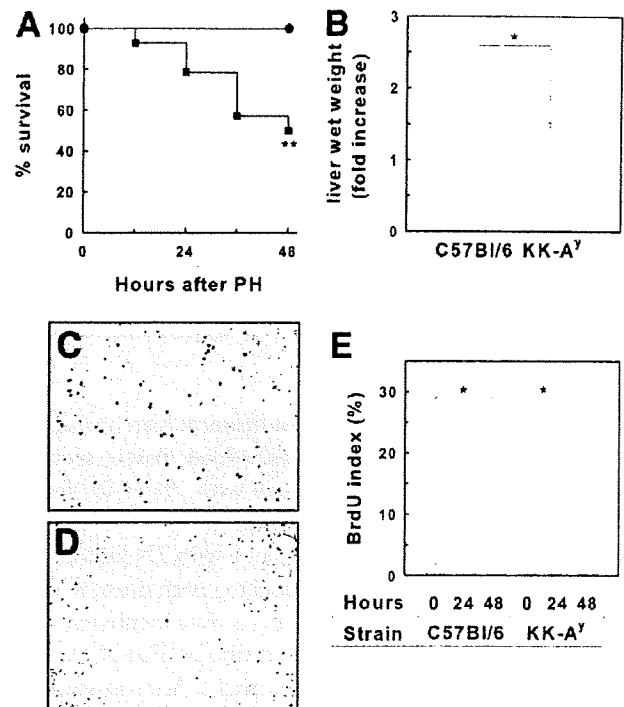 A
100
80
60
40
20
0
% survival
**
0 24 48
Hours after PH
B
3
2
1
0
liver wet weight
(fold increase)
*
C57Bl/6 KK-Aʸ
C
D
E
30
20
10
0
BrdU index (%)
* *
Hours 0 24 48 0 24 48
Strain C57Bl/6 KK-Aʸ